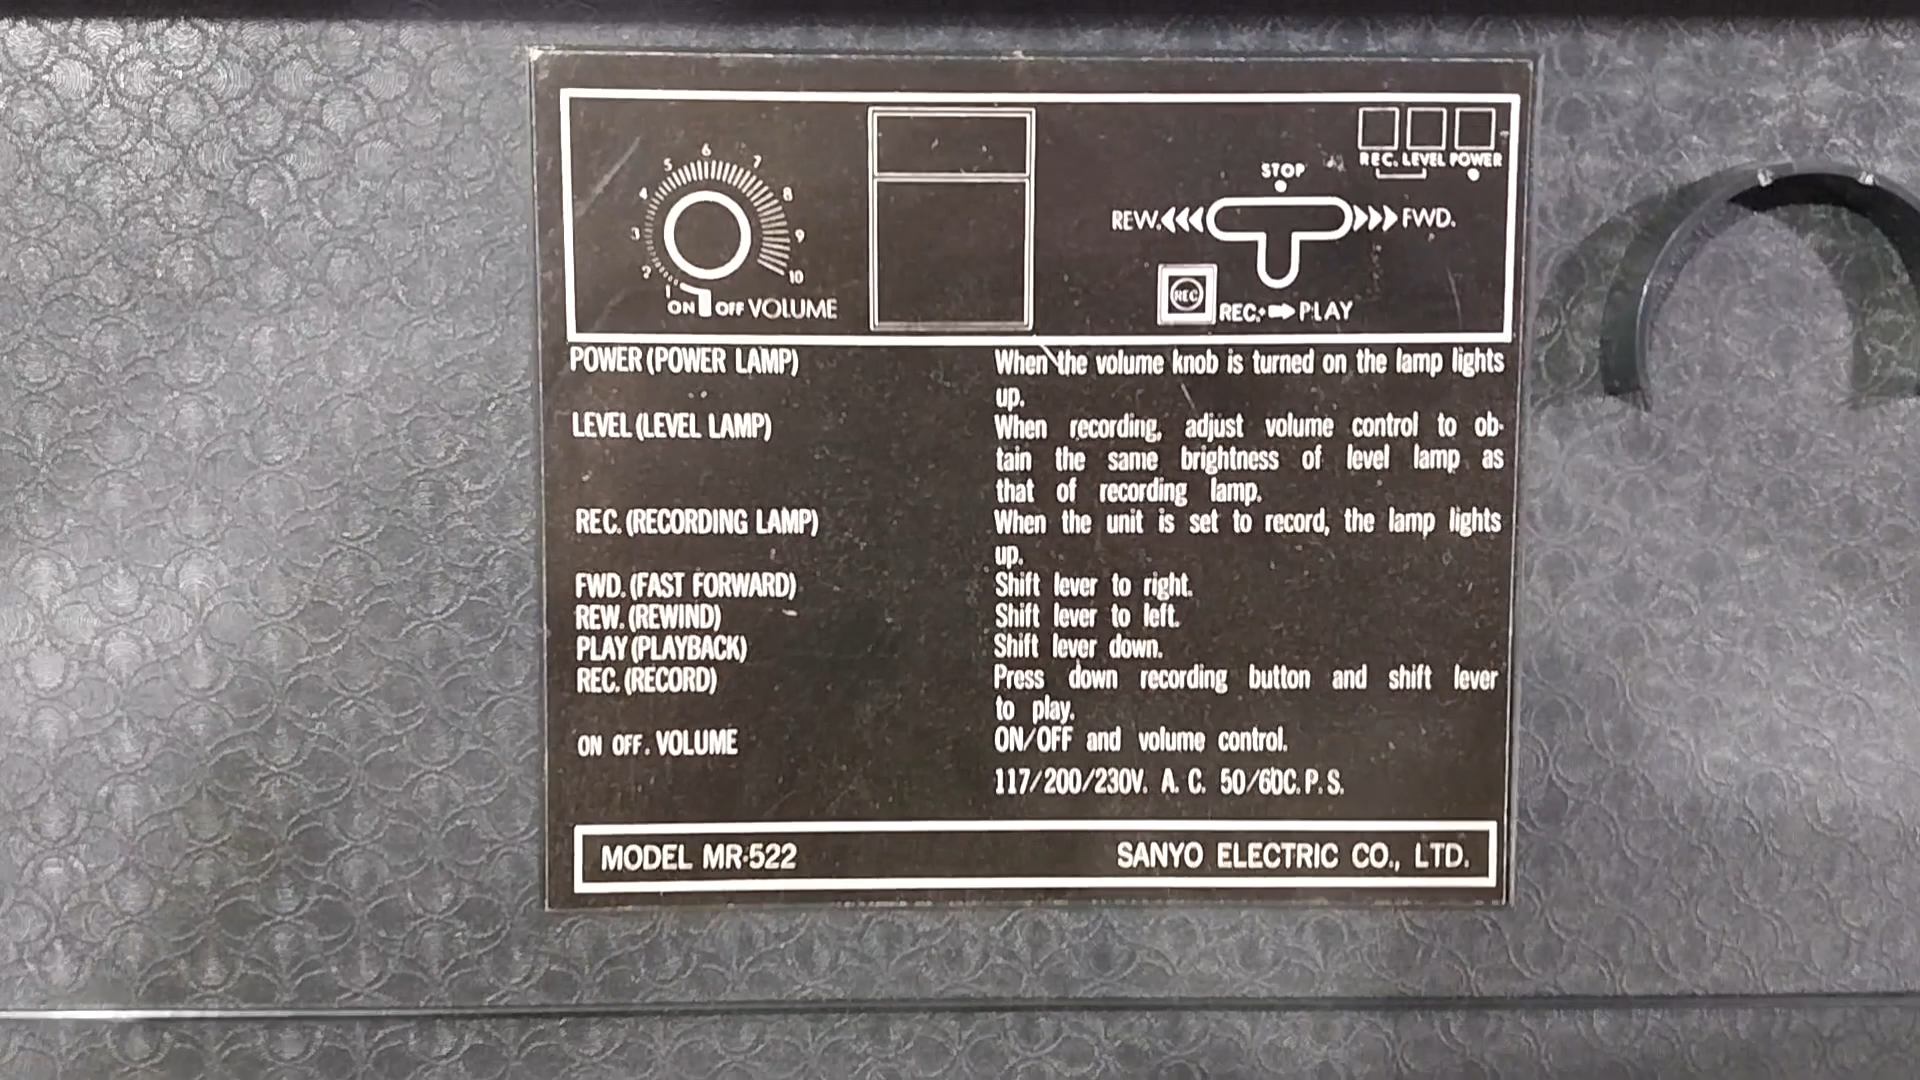 6
5 7
4 8
3 9
2 10
1
ON OFF VOLUME
REC. LEVEL POWER
STOP
REW. FWD.
REC
REC.+ PLAY
POWER (POWER LAMP) When the volume knob is turned on the lamp lights
up.
LEVEL (LEVEL LAMP) When recording, adjust volume control to ob-
tain the same brightness of level lamp as
that of recording lamp.
REC. (RECORDING LAMP) When the unit is set to record, the lamp lights
up.
FWD. (FAST FORWARD) Shift lever to right.
REW. (REWIND) Shift lever to left.
PLAY (PLAYBACK) Shift lever down.
REC. (RECORD) Press down recording button and shift lever
to play.
ON OFF. VOLUME ON/OFF and volume control.
117/200/230V. A. C. 50/60C.P.S.
MODEL MR-522 SANYO ELECTRIC CO., LTD.